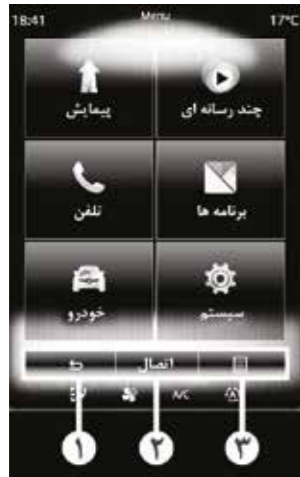 18:41 Menu 17°C
چند رسانه ای پیمایش
برنامه ها تلفن
سیستم خودرو
اتصال
A/C
۱ ۲ ۳